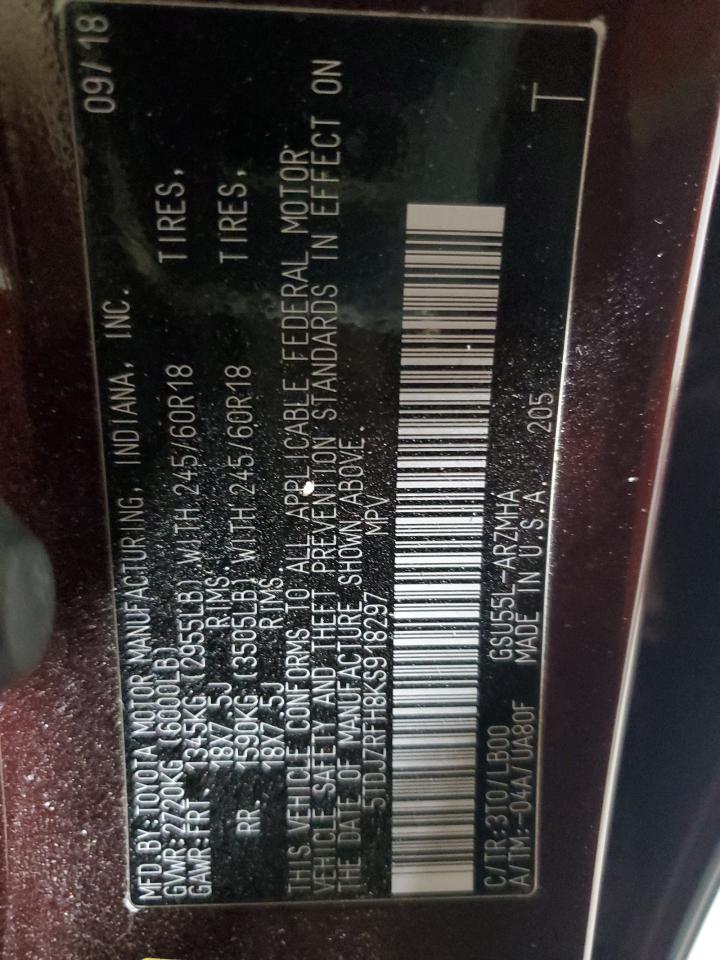 MFD.BY:TOYOTA MOTOR MANUFACTURING, INDIANA, INC. 09/18
GVWR:2720KG (6000LB)
GAWR:FRT. 1345KG (2955LB) WITH 245/60R18 TIRES,
18X7.5J RIMS
RR. 1590KG (3505LB) WITH 245/60R18 TIRES,
18X7.5J RIMS
THIS VEHICLE CONFORMS TO ALL APPLICABLE FEDERAL MOTOR
VEHICLE SAFETY AND THEFT PREVENTION STANDARDS IN EFFECT ON
THE DATE OF MANUFACTURE SHOWN ABOVE.
5TDJZRFH8KS918297 MPV
C/TR:3T0/LB00 GSU55L-ARZMHA
A/TM:-04A/UA80F MADE IN U.S.A. 205 T